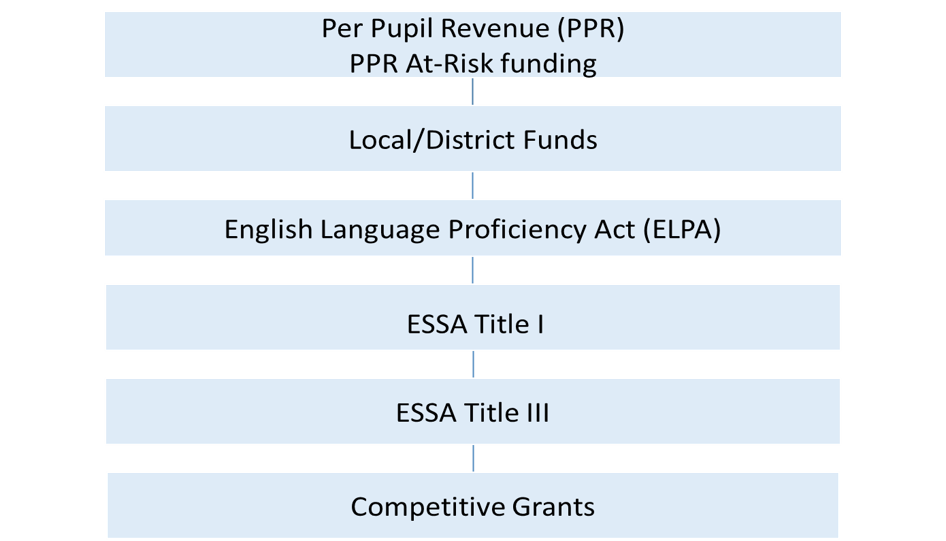 Per Pupil Revenue (PPR)
PPR At-Risk funding
Local/District Funds
English Language Proficiency Act (ELPA)
ESSA Title I
ESSA Title III
Competitive Grants